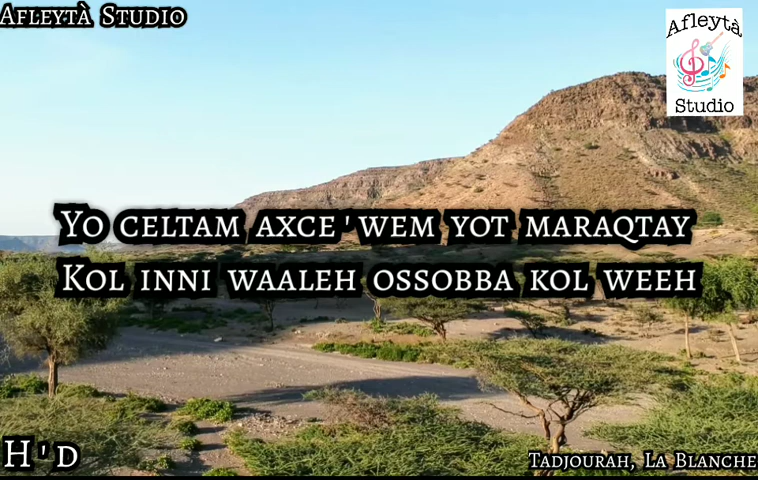 Afleytà Studio
Afleytà
Studio
Yo celtam axce'wem yot maraqtay
Kol inni waaleh ossobba kol weeh
H'd
Tadjourah, La Blanche